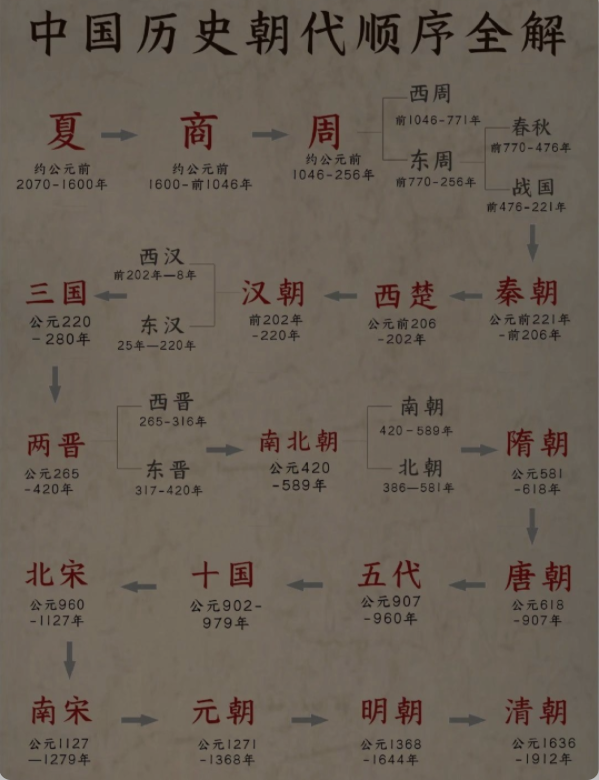 中国历史朝代顺序全解
夏
约公元前
2070-1600年
商
约公元前
1600-前1046年
周
约公元前
1046-256年
西周
前1046-771年
东周
前770-256年
春秋
前770-476年
战国
前476-221年
秦朝
公元前221年
-前206年
西楚
公元前206
-202年
汉朝
前202年
-220年
西汉
前202年—8年
东汉
25年—220年
三国
公元220
-280年
两晋
公元265
-420年
西晋
265-316年
东晋
317-420年
南北朝
公元420
-589年
南朝
420-589年
北朝
386—581年
隋朝
公元581
-618年
唐朝
公元618
-907年
五代
公元907
-960年
十国
公元902-
979年
北宋
公元960
-1127年
南宋
公元1127
—1279年
元朝
公元1271
-1368年
明朝
公元1368
-1644年
清朝
公元1636
-1912年